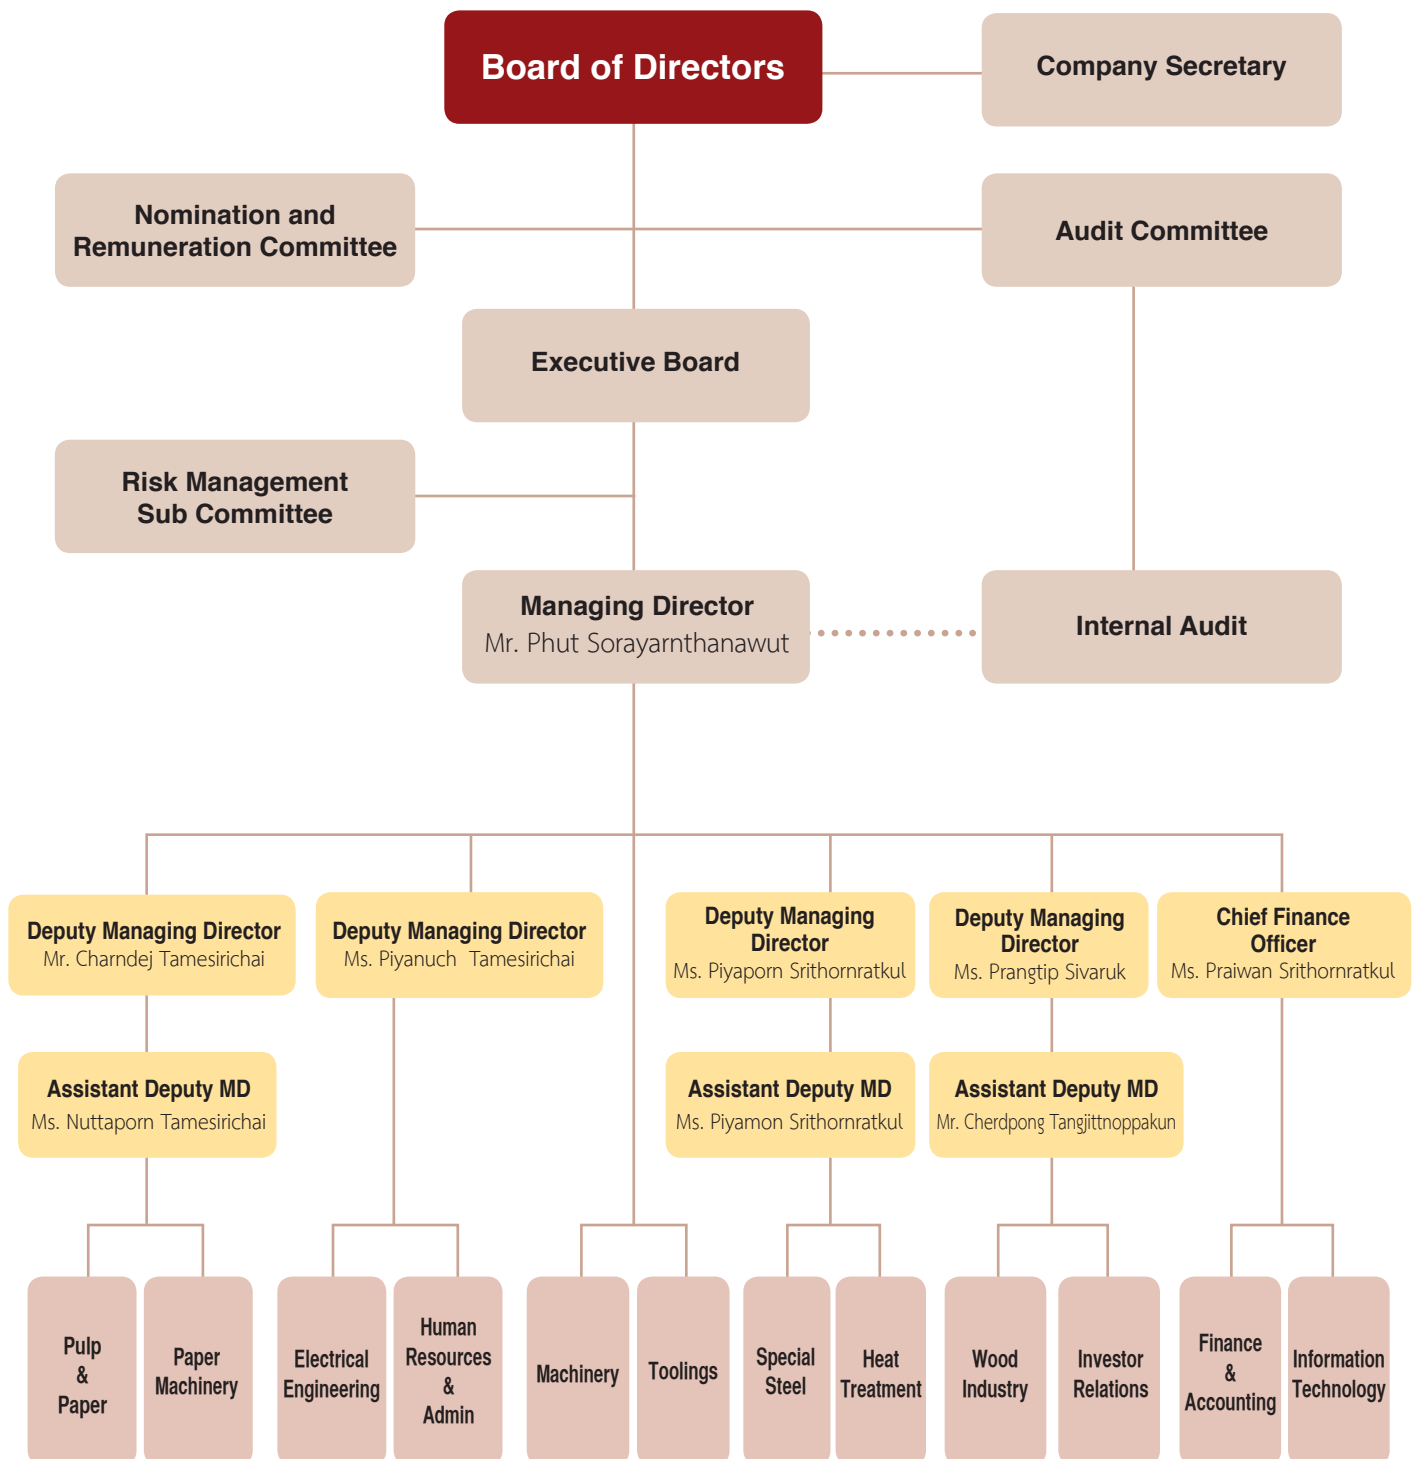 Board of Directors
Company Secretary
Nomination and
Remuneration Committee
Audit Committee
Executive Board
Risk Management
Sub Committee
Managing Director
Mr. Phut Sorayarnthanawut
Internal Audit
Deputy Managing Director
Mr. Charndej Tamesirichai
Deputy Managing Director
Ms. Piyanuch Tamesirichai
Deputy Managing
Director
Ms. Piyaporn Srithornratkul
Deputy Managing
Director
Ms. Prangtip Sivaruk
Chief Finance
Officer
Ms. Praiwan Srithornratkul
Assistant Deputy MD
Ms. Nuttaporn Tamesirichai
Assistant Deputy MD
Ms. Piyamon Srithornratkul
Assistant Deputy MD
Mr. Cherdpong Tangjittnoppakun
Pulp
&
Paper
Paper
Machinery
Electrical
Engineering
Human
Resources
&
Admin
Machinery
Toolings
Special
Steel
Heat
Treatment
Wood
Industry
Investor
Relations
Finance
&
Accounting
Information
Technology